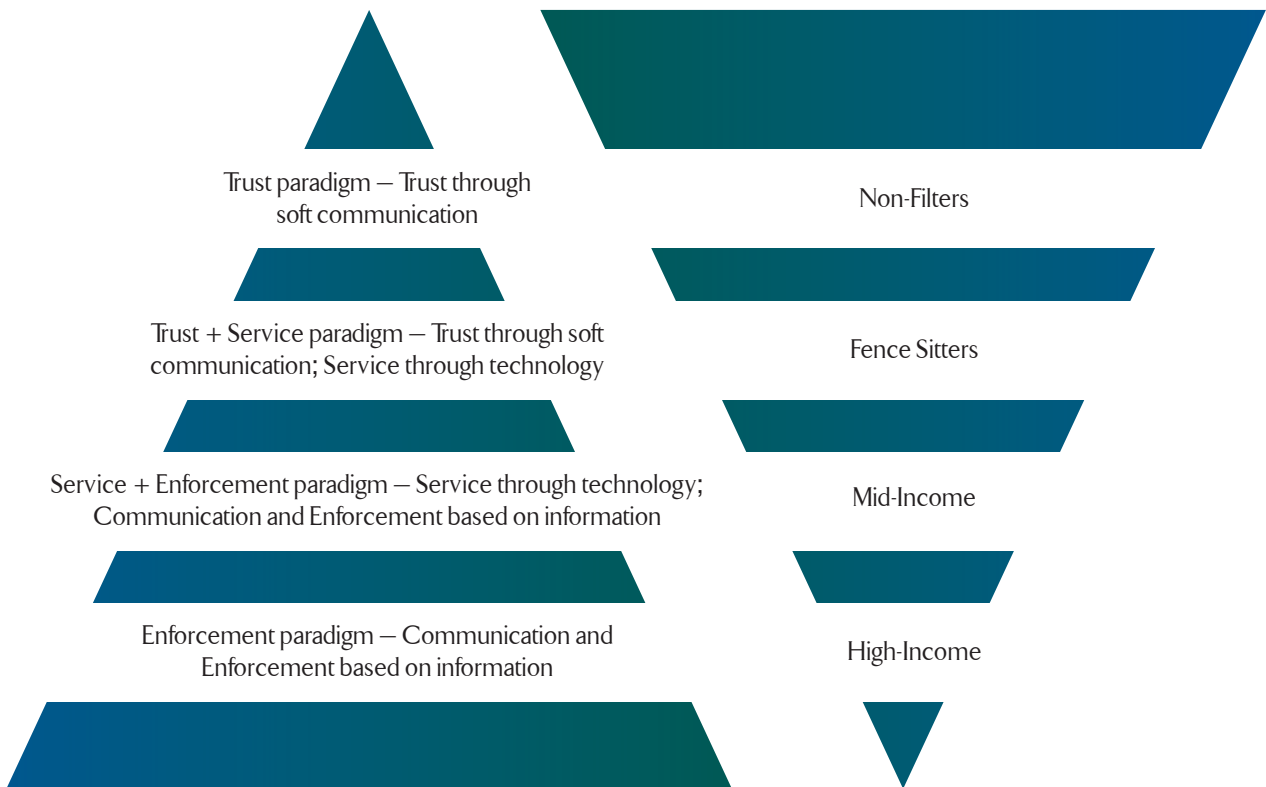 Trust paradigm – Trust through
soft communication
Non-Filters
Trust + Service paradigm – Trust through soft
communication; Service through technology
Fence Sitters
Service + Enforcement paradigm – Service through technology;
Communication and Enforcement based on information
Mid-Income
Enforcement paradigm – Communication and
Enforcement based on information
High-Income